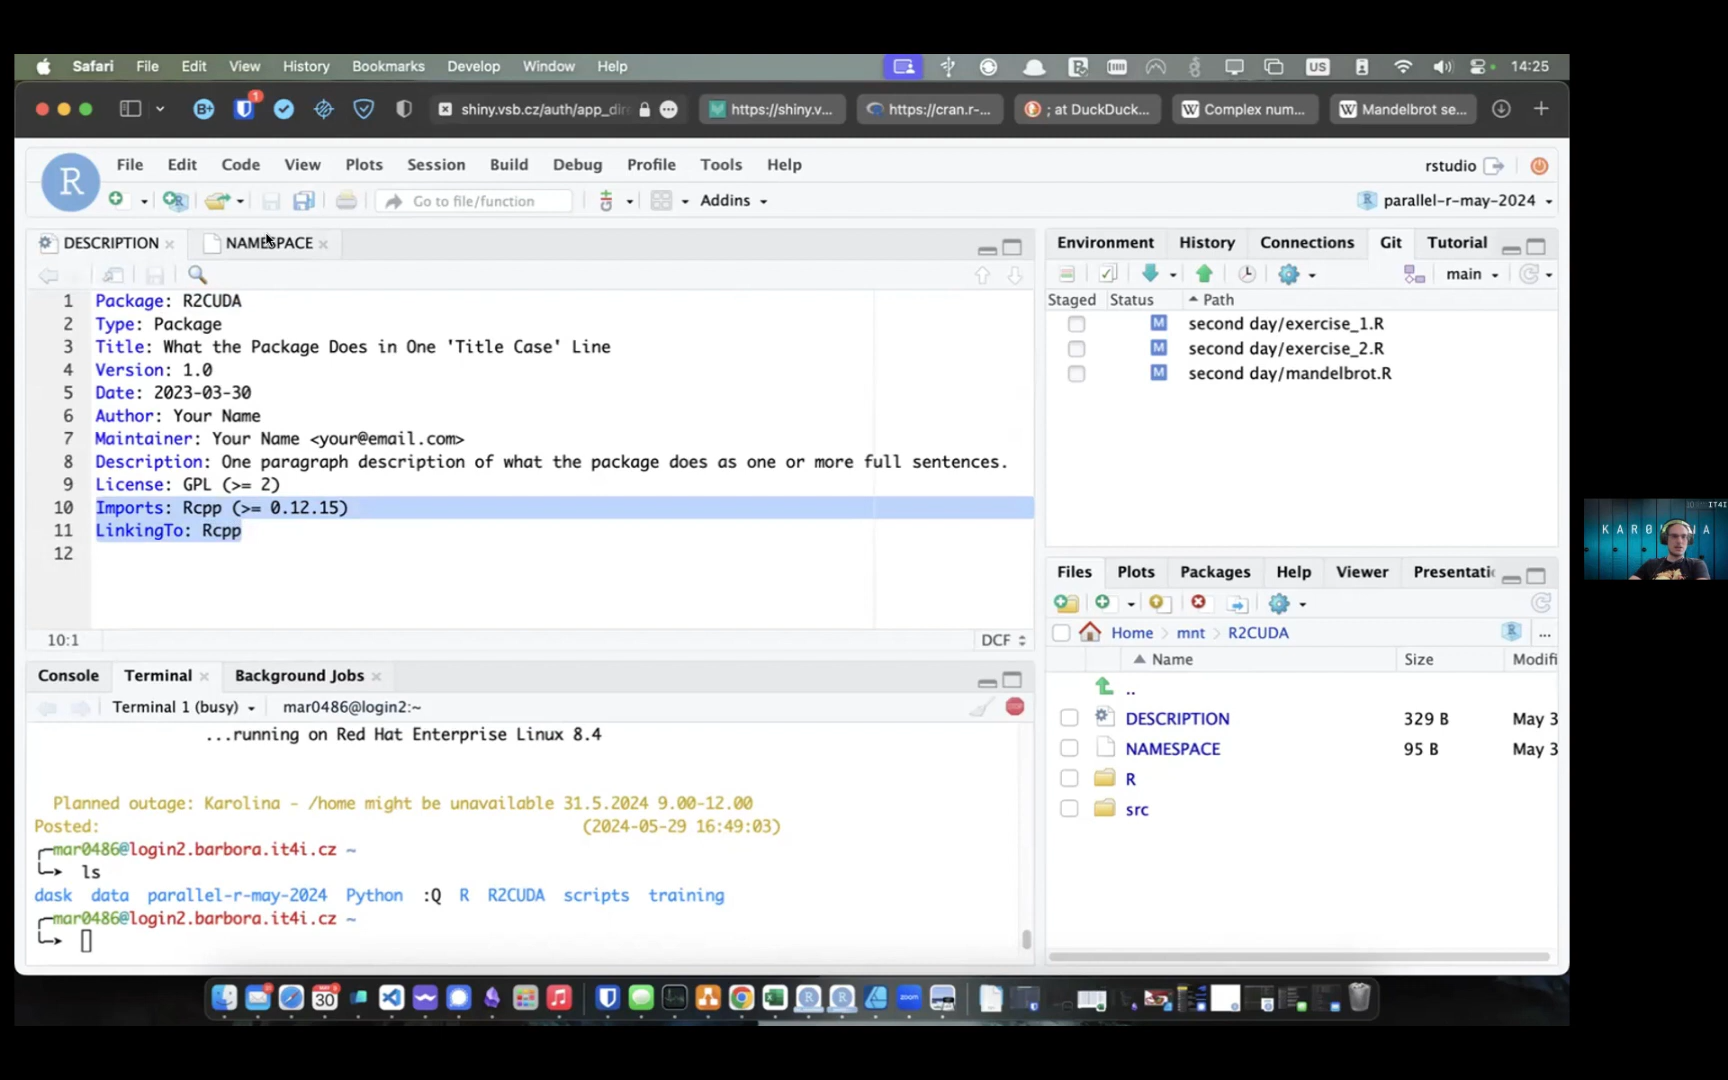 Safari File Edit View History Bookmarks Develop Window Help US 14:25
1 shiny.vsb.cz/auth/app_dir https://shiny.v... https://cran.r-... ; at DuckDuck... W Complex num... W Mandelbrot se...
R File Edit Code View Plots Session Build Debug Profile Tools Help rstudio
Go to file/function Addins parallel-r-may-2024
DESCRIPTION NAMESPACE
1 Package: R2CUDA
2 Type: Package
3 Title: What the Package Does in One 'Title Case' Line
4 Version: 1.0
5 Date: 2023-03-30
6 Author: Your Name
7 Maintainer: Your Name <your@email.com>
8 Description: One paragraph description of what the package does as one or more full sentences.
9 License: GPL (>= 2)
10 Imports: Rcpp (>= 0.12.15)
11 LinkingTo: Rcpp
12
10:1 DCF
Console Terminal Background Jobs
Terminal 1 (busy) mar0486@login2:~
...running on Red Hat Enterprise Linux 8.4
Planned outage: Karolina - /home might be unavailable 31.5.2024 9.00-12.00
Posted: (2024-05-29 16:49:03)
mar0486@login2.barbora.it4i.cz ~
ls
dask data parallel-r-may-2024 Python :Q R R2CUDA scripts training
mar0486@login2.barbora.it4i.cz ~
Environment History Connections Git Tutorial
main
Staged Status Path
M second day/exercise_1.R
M second day/exercise_2.R
M second day/mandelbrot.R
Files Plots Packages Help Viewer Presentati
Home mnt R2CUDA ...
Name Size Modifi
..
DESCRIPTION 329 B May 3
NAMESPACE 95 B May 3
R
src
IT4I
KAROLINA
30
zoom